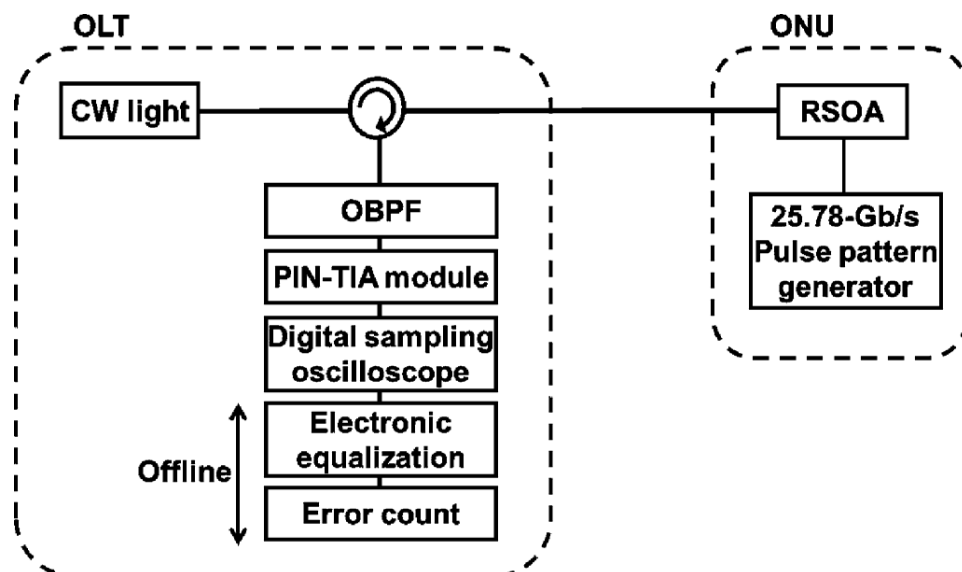 OLT
ONU
CW light
RSOA
OBPF
25.78-Gb/s
Pulse pattern
generator
PIN-TIA module
Digital sampling
oscilloscope
Electronic
equalization
Offline
Error count